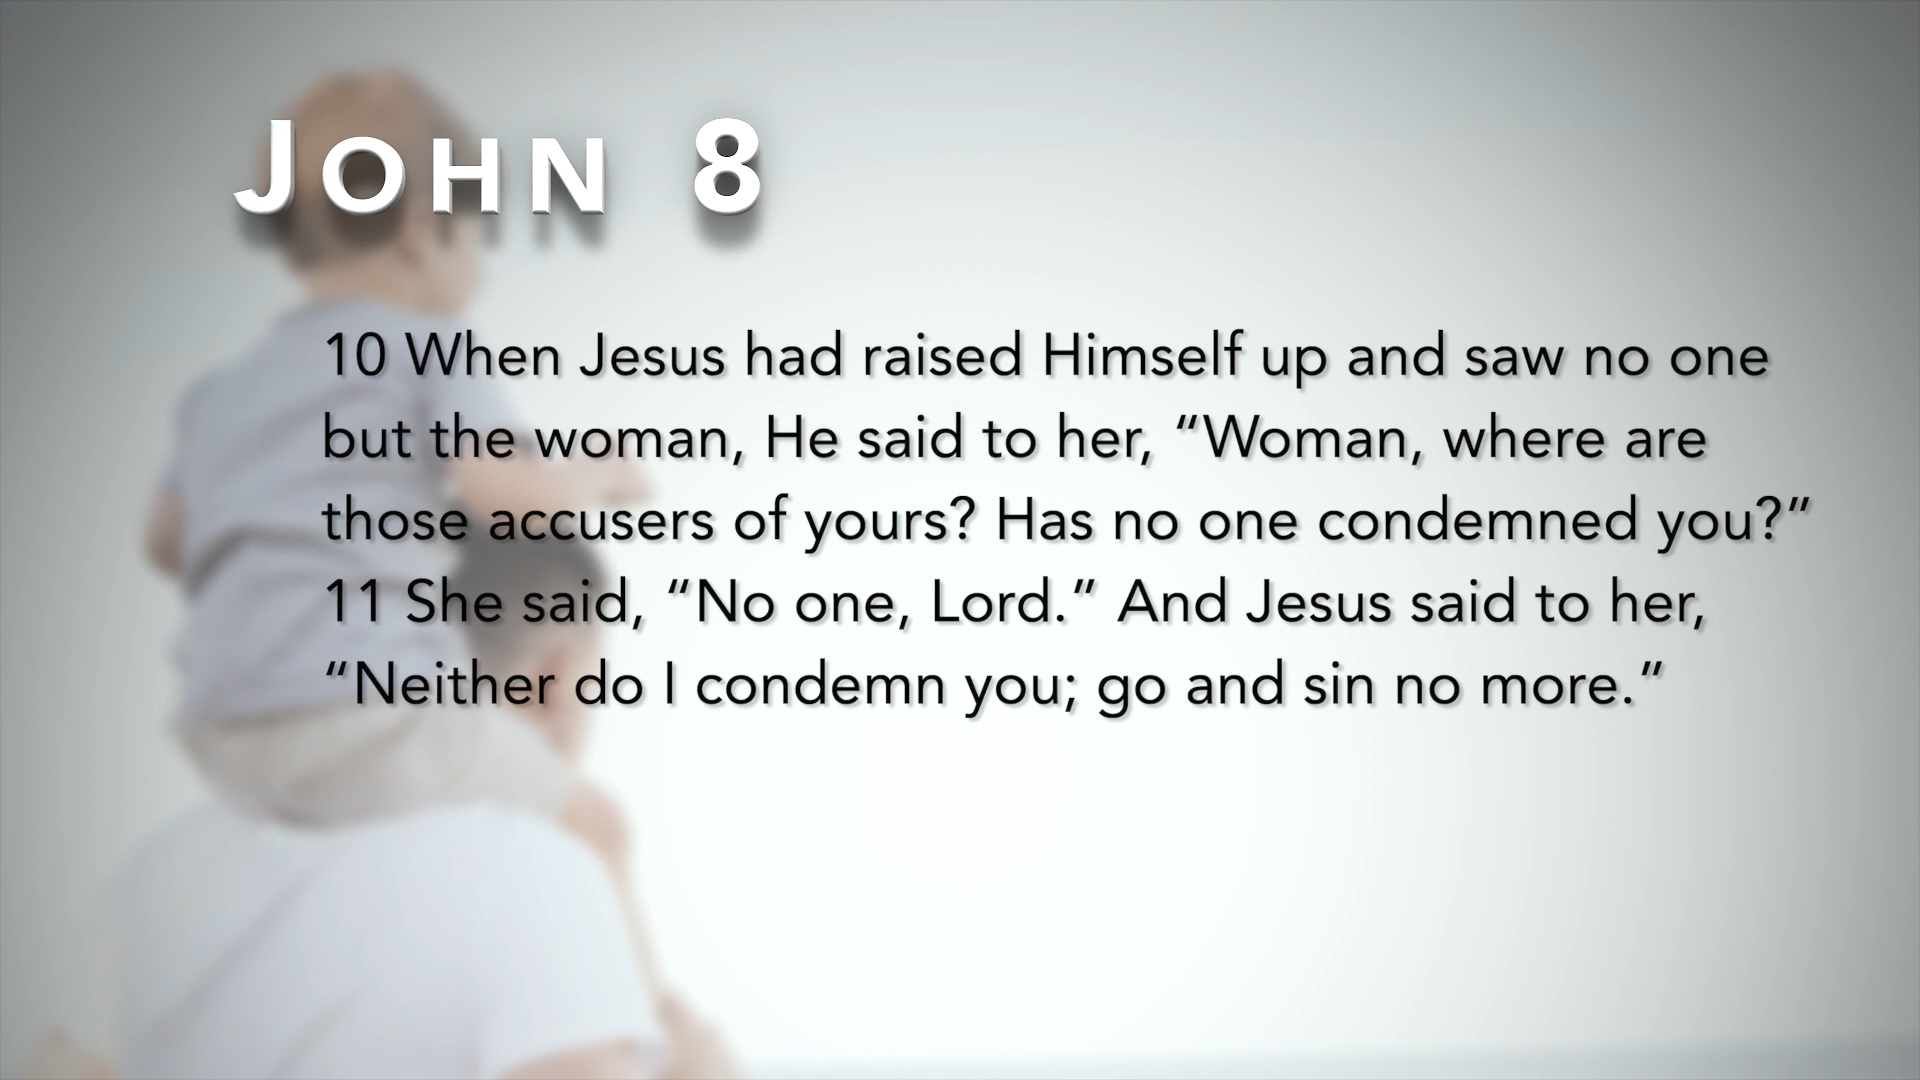 John 8
10 When Jesus had raised Himself up and saw no one
but the woman, He said to her, “Woman, where are
those accusers of yours? Has no one condemned you?”
11 She said, “No one, Lord.” And Jesus said to her,
“Neither do I condemn you; go and sin no more.”